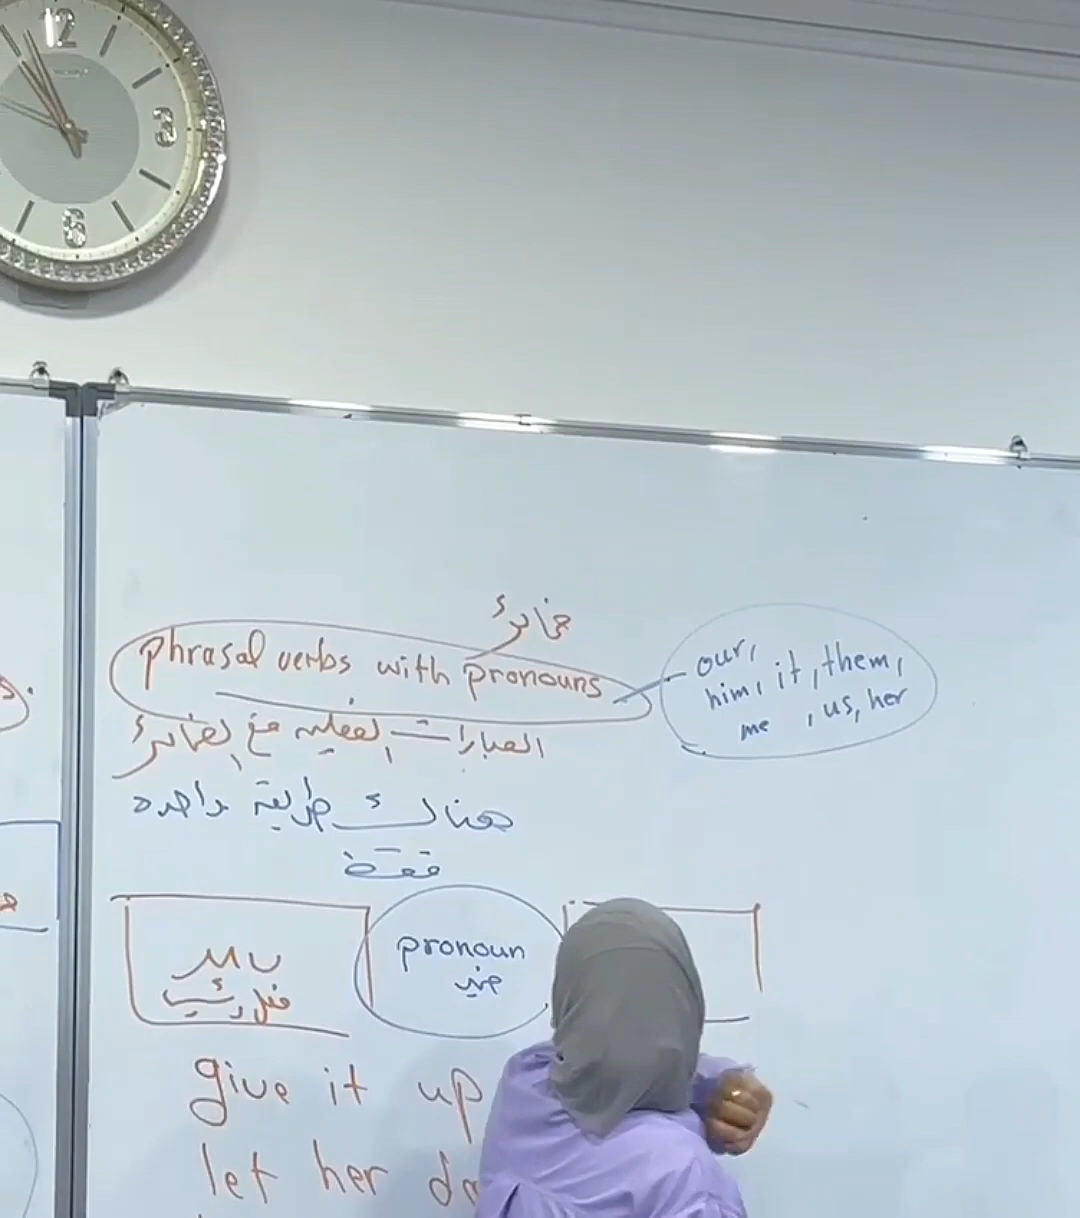 12
3
6
ضمائر
phrasal verbs with pronouns
العبارات الفعلية مع الضمائر
our,
him, it, them,
me , us, her
هناك طريقة واحدة
فقط
pronoun
ضمير
فعل رئيسي
give it up
let her do